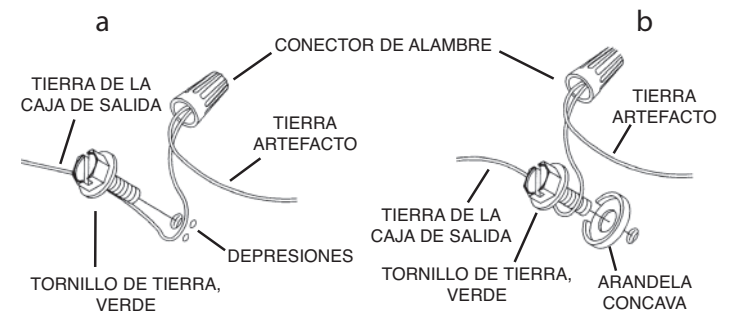 a
b
CONECTOR DE ALAMBRE
TIERRA DE LA
CAJA DE SALIDA
TIERRA
ARTEFACTO
DEPRESIONES
TORNILLO DE TIERRA,
VERDE
TIERRA
ARTEFACTO
TIERRA DE LA
CAJA DE SALIDA
TORNILLO DE TIERRA,
VERDE
ARANDELA
CONCAVA